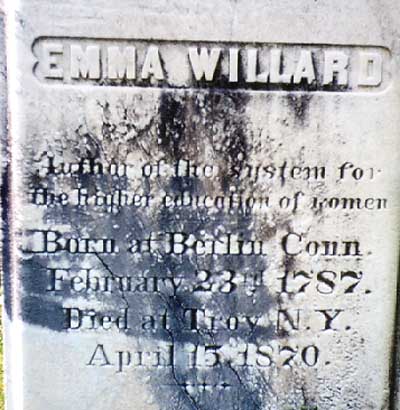 EMMA WILLARD
Author of the system for
the higher education of women
Born at Berlin Conn.
February 23rd 1787.
Died at Troy N.Y.
April 15 1870.